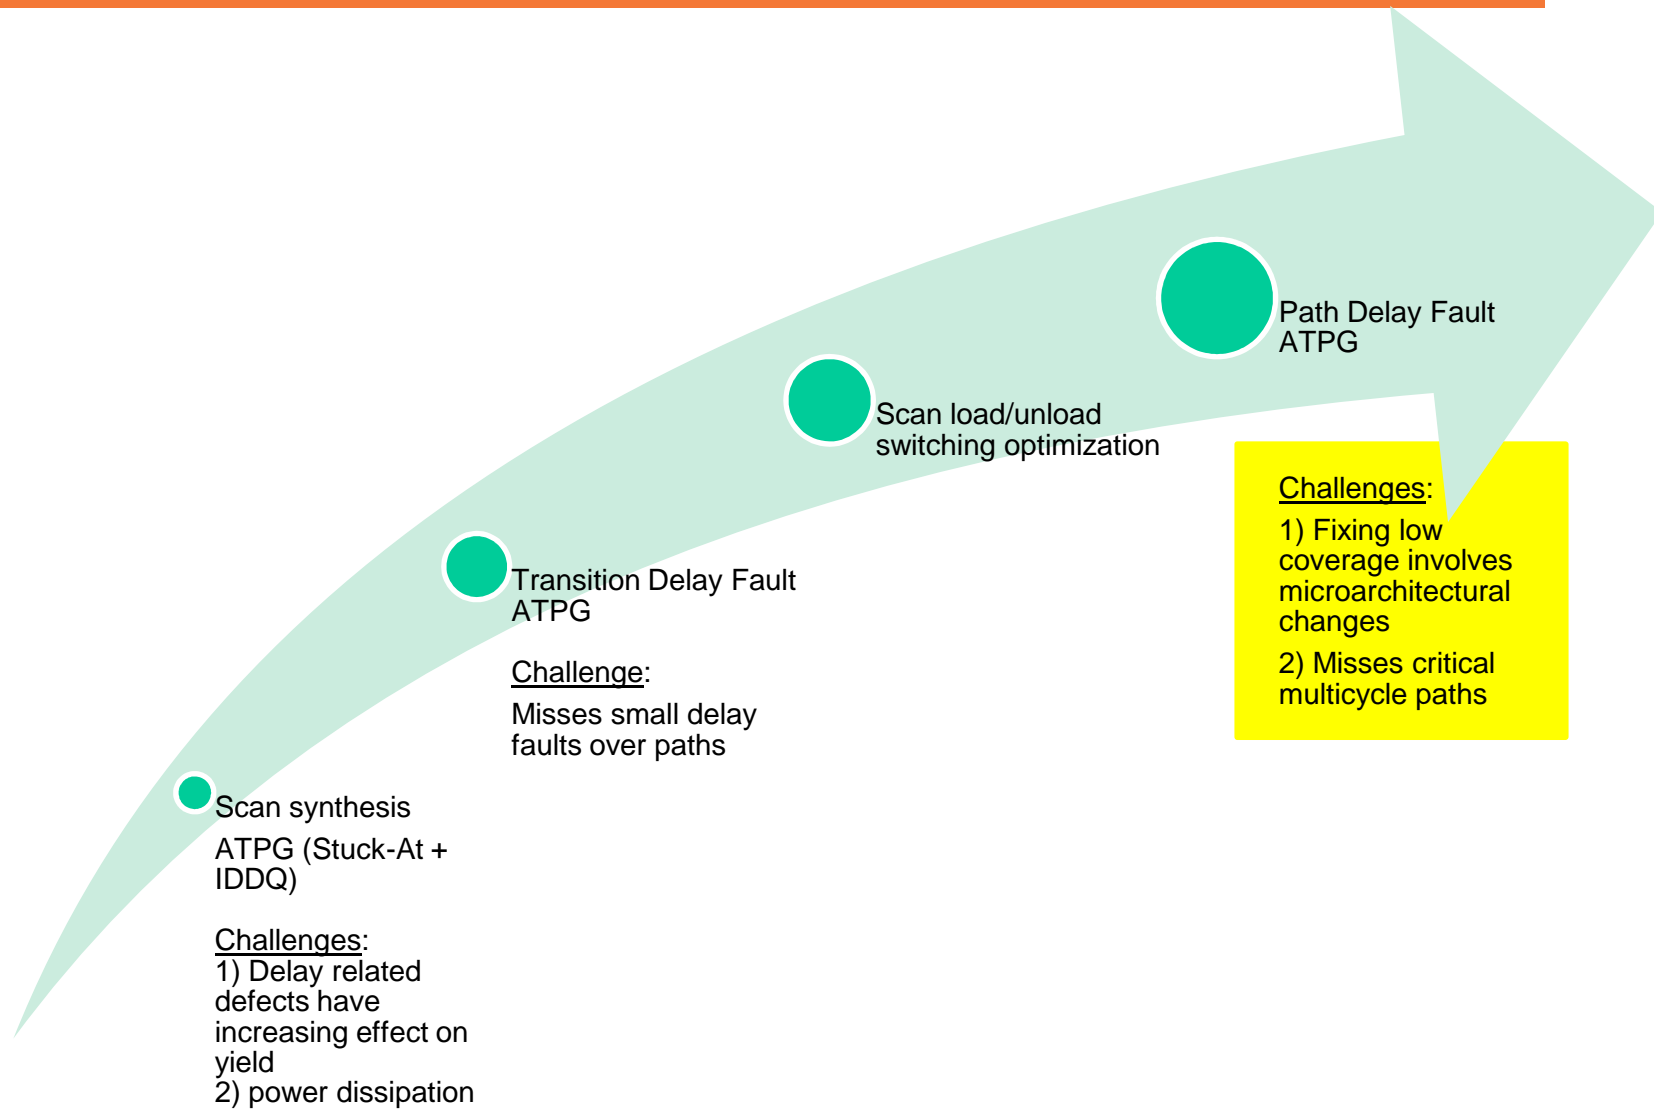 Path Delay Fault
ATPG
Scan load/unload
switching optimization
Challenges:
1) Fixing low
coverage involves
microarchitectural
changes
2) Misses critical
multicycle paths
Transition Delay Fault
ATPG
Challenge:
Misses small delay
faults over paths
Scan synthesis
ATPG (Stuck-At +
IDDQ)
Challenges:
1) Delay related
defects have
increasing effect on
yield
2) power dissipation